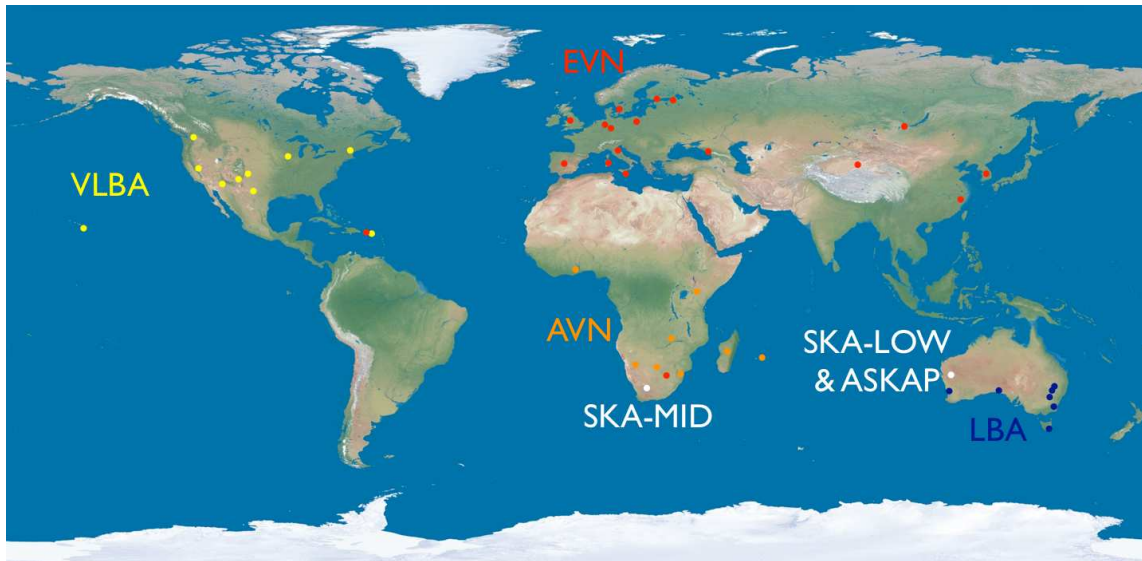 EVN
VLBA
AVN
SKA-LOW
& ASKAP
SKA-MID
LBA